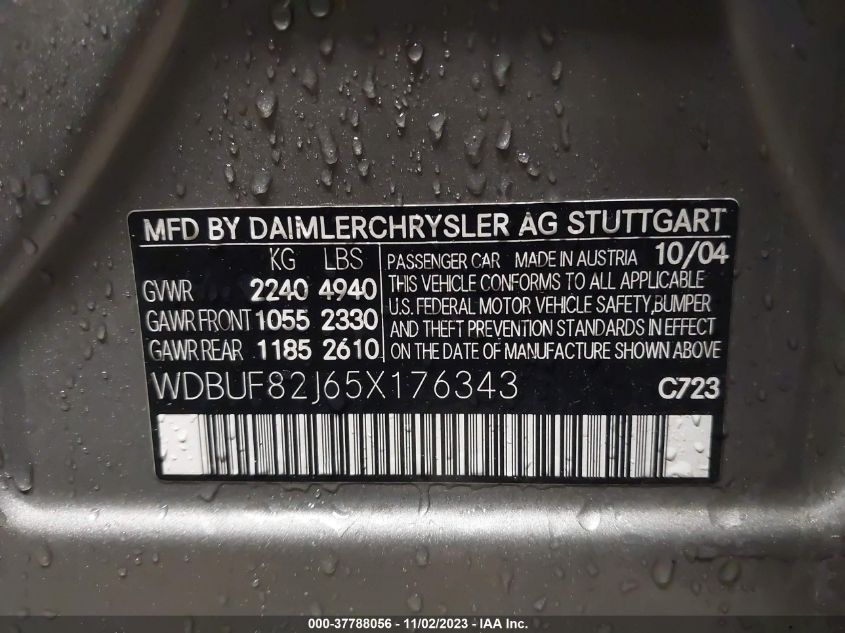 MFD BY DAIMLERCHRYSLER AG STUTTGART
KG LBS
GVWR 2240 4940
GAWR FRONT 1055 2330
GAWR REAR 1185 2610
PASSENGER CAR MADE IN AUSTRIA 10/04
THIS VEHICLE CONFORMS TO ALL APPLICABLE
U.S. FEDERAL MOTOR VEHICLE SAFETY,BUMPER
AND THEFT PREVENTION STANDARDS IN EFFECT
ON THE DATE OF MANUFACTURE SHOWN ABOVE.
WDBUF82J65X176343 C723
000-37788056 - 11/02/2023 - IAA Inc.